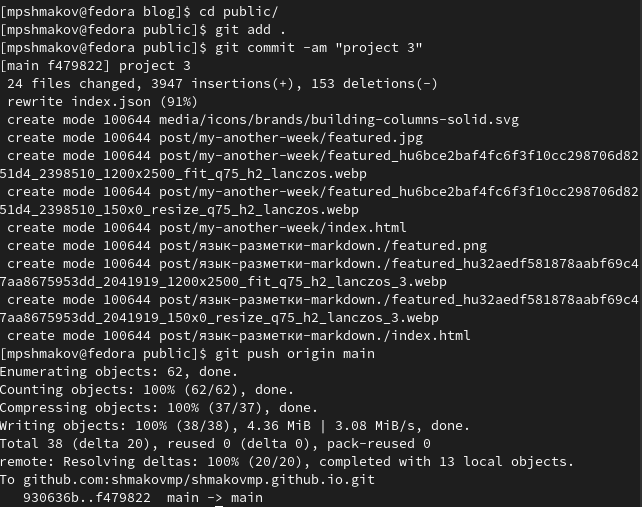 [mpshmakov@fedora blog]$ cd public/
[mpshmakov@fedora public]$ git add .
[mpshmakov@fedora public]$ git commit -am "project 3"
[main f479822] project 3
 24 files changed, 3947 insertions(+), 153 deletions(-)
 rewrite index.json (91%)
 create mode 100644 media/icons/brands/building-columns-solid.svg
 create mode 100644 post/my-another-week/featured.jpg
 create mode 100644 post/my-another-week/featured_hu6bce2baf4fc6f3f10cc298706d82
51d4_2398510_1200x2500_fit_q75_h2_lanczos.webp
 create mode 100644 post/my-another-week/featured_hu6bce2baf4fc6f3f10cc298706d82
51d4_2398510_150x0_resize_q75_h2_lanczos.webp
 create mode 100644 post/my-another-week/index.html
 create mode 100644 post/язык-разметки-markdown./featured.png
 create mode 100644 post/язык-разметки-markdown./featured_hu32aedf581878aabf69c4
7aa8675953dd_2041919_1200x2500_fit_q75_h2_lanczos_3.webp
 create mode 100644 post/язык-разметки-markdown./featured_hu32aedf581878aabf69c4
7aa8675953dd_2041919_150x0_resize_q75_h2_lanczos_3.webp
 create mode 100644 post/язык-разметки-markdown./index.html
[mpshmakov@fedora public]$ git push origin main
Enumerating objects: 62, done.
Counting objects: 100% (62/62), done.
Compressing objects: 100% (37/37), done.
Writing objects: 100% (38/38), 4.36 MiB | 3.08 MiB/s, done.
Total 38 (delta 20), reused 0 (delta 0), pack-reused 0
remote: Resolving deltas: 100% (20/20), completed with 13 local objects.
To github.com:shmakovmp/shmakovmp.github.io.git
   930636b..f479822  main -> main